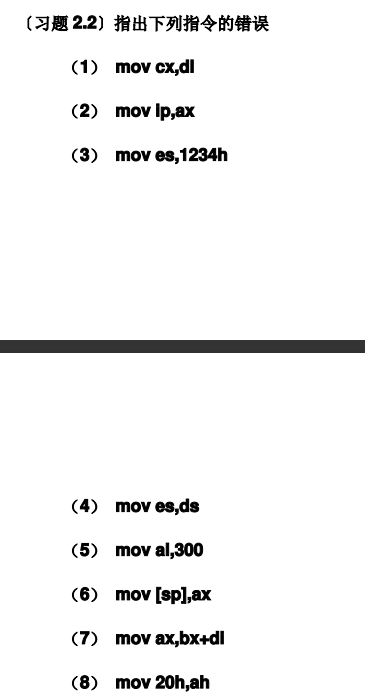 〔习题 2.2〕指出下列指令的错误
（1） mov cx,dl
（2） mov ip,ax
（3） mov es,1234h
（4） mov es,ds
（5） mov al,300
（6） mov [sp],ax
（7） mov ax,bx+di
（8） mov 20h,ah